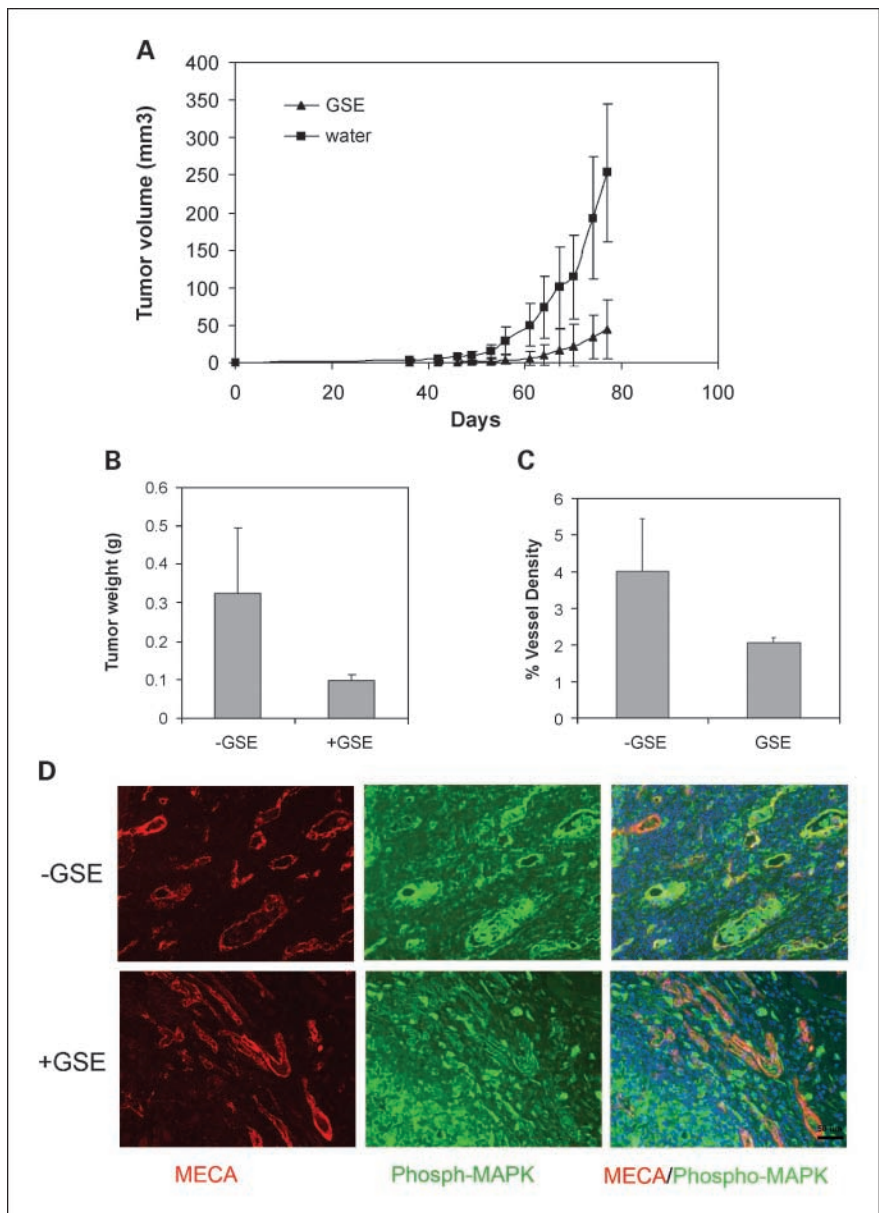 A
400
350
300
250
200
150
100
50
0
Tumor volume (mm3)
GSE
water
0 20 40 60 80 100
Days
B
0.6
0.5
0.4
0.3
0.2
0.1
0
Tumor weight (g)
-GSE +GSE
C
6
5
4
3
2
1
0
% Vessel Density
-GSE GSE
D
-GSE
+GSE
MECA Phosph-MAPK MECA/Phospho-MAPK